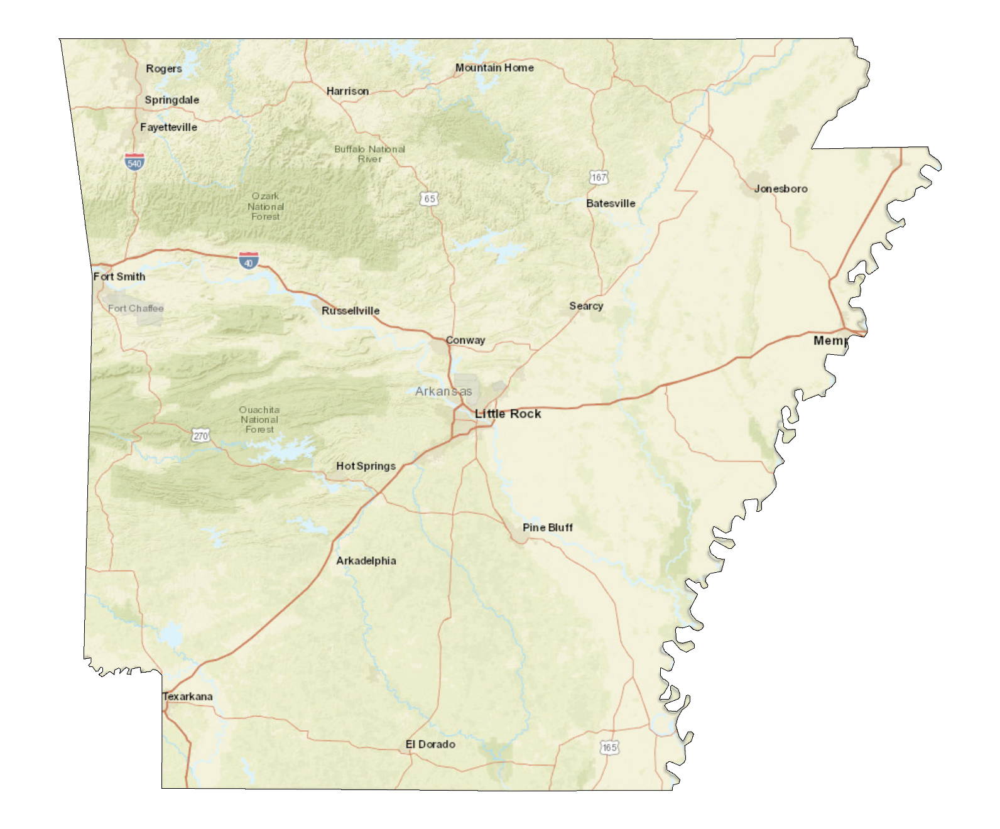 Rogers
Mountain Home
Harrison
Springdale
Fayetteville
Buffalo National
River
540
167
Jonesboro
Ozark
National
Forest
65
Batesville
40
Fort Smith
Fort Chaffee
Russellville
Searcy
Conway
Memp
Arkansas
Little Rock
Ouachita
National
Forest
270
Hot Springs
Pine Bluff
Arkadelphia
Texarkana
El Dorado
165